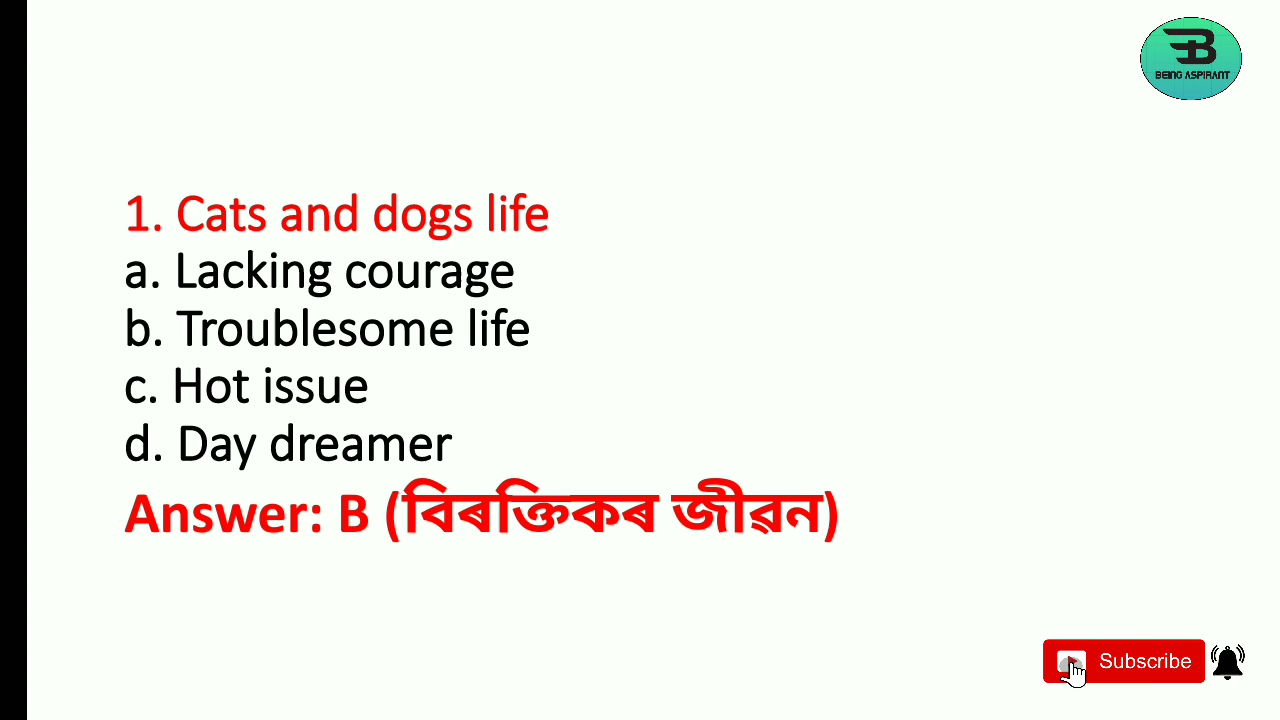 BEING ASPIRANT
1. Cats and dogs life
a. Lacking courage
b. Troublesome life
c. Hot issue
d. Day dreamer
Answer: B (বিৰক্তিকৰ জীৱন)
Subscribe